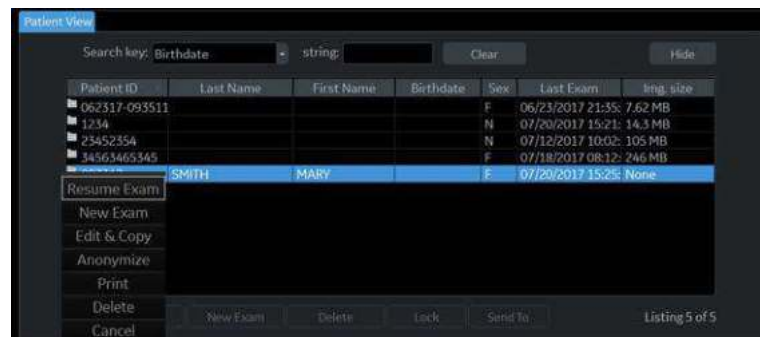 Patient View
Search key: Birthdate string: Clear Hide
Patient ID Last Name First Name Birthdate Sex Last Exam Img. size
062317-093511 F 06/23/2017 21:35: 7.62 MB
1234 N 07/20/2017 15:21: 14.3 MB
23452354 N 07/12/2017 10:02: 105 MB
34563465345 F 07/18/2017 08:12: 246 MB
SMITH MARY F 07/20/2017 15:25: None
Resume Exam
New Exam
Edit & Copy
Anonymize
Print
Delete
New Exam Delete Lock Send To Listing 5 of 5
Cancel